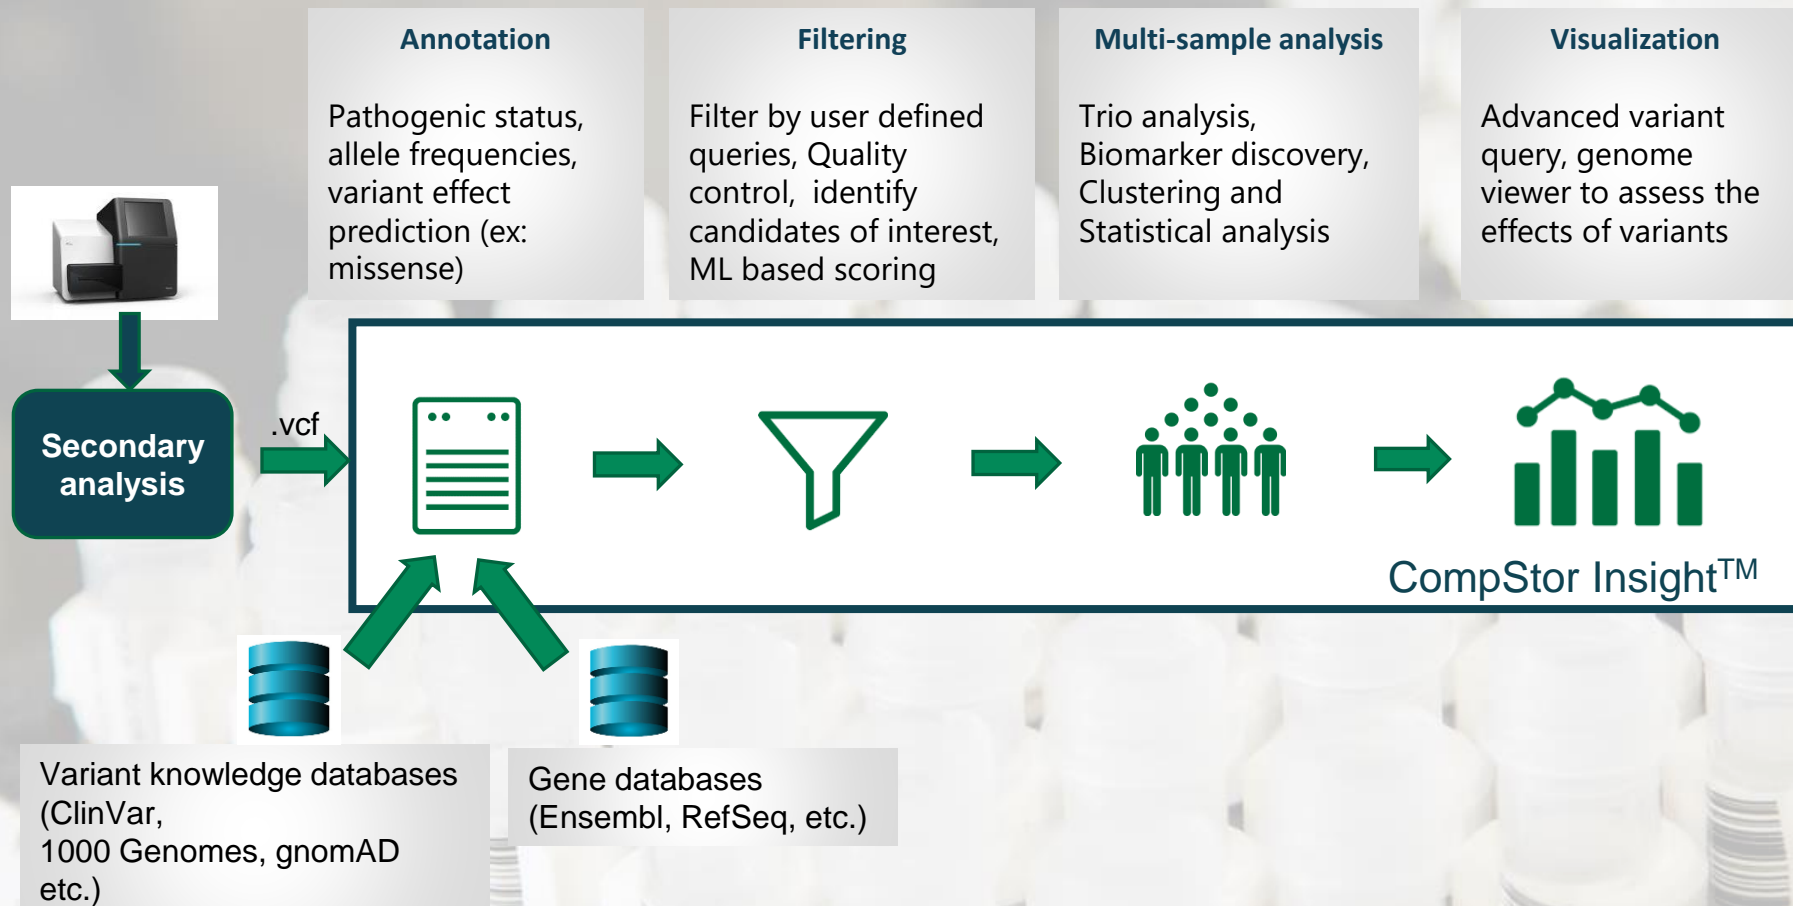 Annotation
Pathogenic status,
allele frequencies,
variant effect
prediction (ex:
missense)
Filtering
Filter by user defined
queries, Quality
control,  identify
candidates of interest,
ML based scoring
Multi-sample analysis
Trio analysis,
Biomarker discovery,
Clustering and
Statistical analysis
Visualization
Advanced variant
query, genome
viewer to assess the
effects of variants
Secondary
analysis
.vcf
CompStor Insight™
Variant knowledge databases
(ClinVar,
1000 Genomes, gnomAD
etc.)
Gene databases
(Ensembl, RefSeq, etc.)